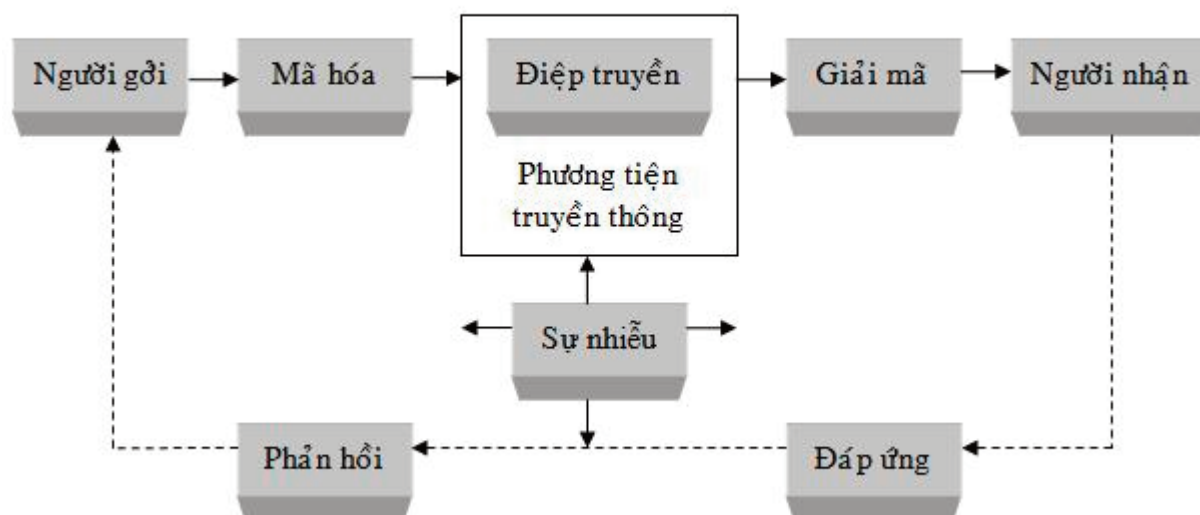 Người gởi
Mã hóa
Điệp truyền
Giải mã
Người nhận
Phương tiện
truyền thông
Sự nhiễu
Phản hồi
Đáp ứng